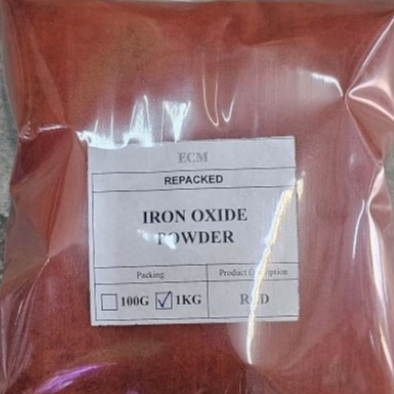 ECM
REPACKED
IRON OXIDE
POWDER
Packing
Product Description
100G 1KG
RED